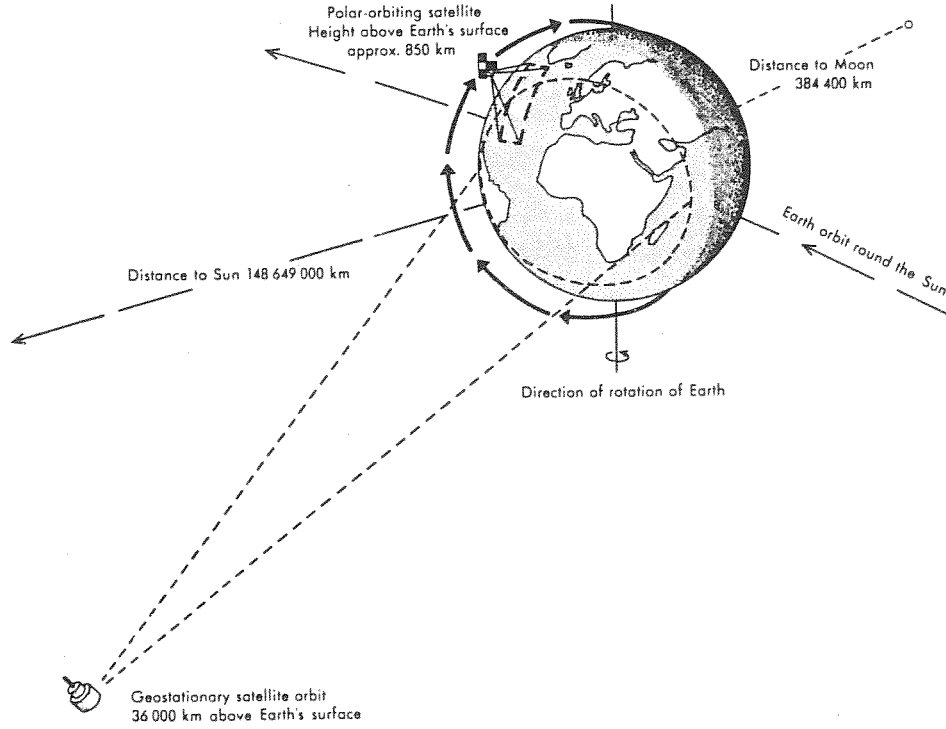 Polar-orbiting satellite
Height above Earth's surface
approx. 850 km
Distance to Moon
384 400 km
Earth orbit round the Sun
Distance to Sun 148 649 000 km
Direction of rotation of Earth
Geostationary satellite orbit
36 000 km above Earth's surface